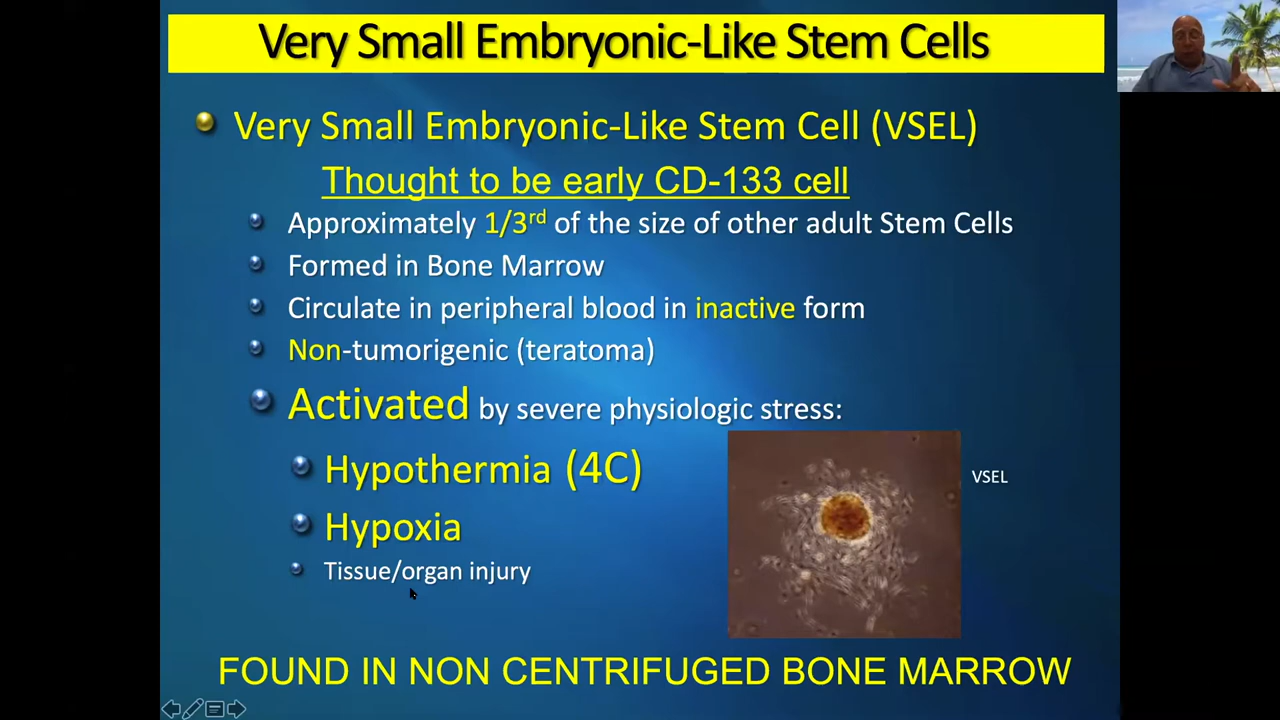 Very Small Embryonic-Like Stem Cells
Very Small Embryonic-Like Stem Cell (VSEL)
Thought to be early CD-133 cell
Approximately 1/3rd of the size of other adult Stem Cells
Formed in Bone Marrow
Circulate in peripheral blood in inactive form
Non-tumorigenic (teratoma)
Activated by severe physiologic stress:
Hypothermia (4C)
VSEL
Hypoxia
Tissue/organ injury
FOUND IN NON CENTRIFUGED BONE MARROW